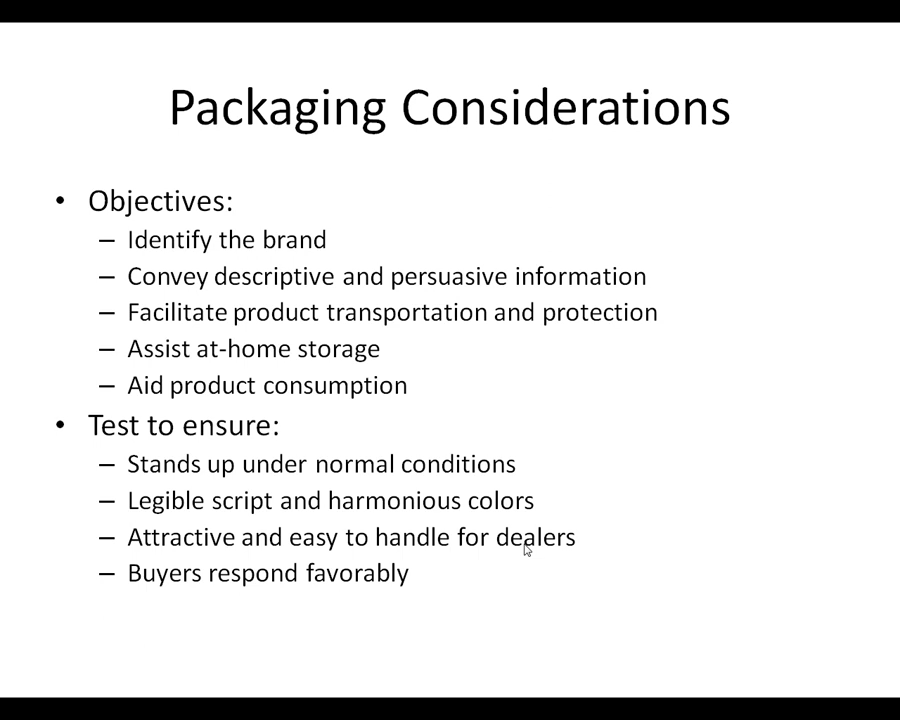 Packaging Considerations
• Objectives:
– Identify the brand
– Convey descriptive and persuasive information
– Facilitate product transportation and protection
– Assist at-home storage
– Aid product consumption
• Test to ensure:
– Stands up under normal conditions
– Legible script and harmonious colors
– Attractive and easy to handle for dealers
– Buyers respond favorably